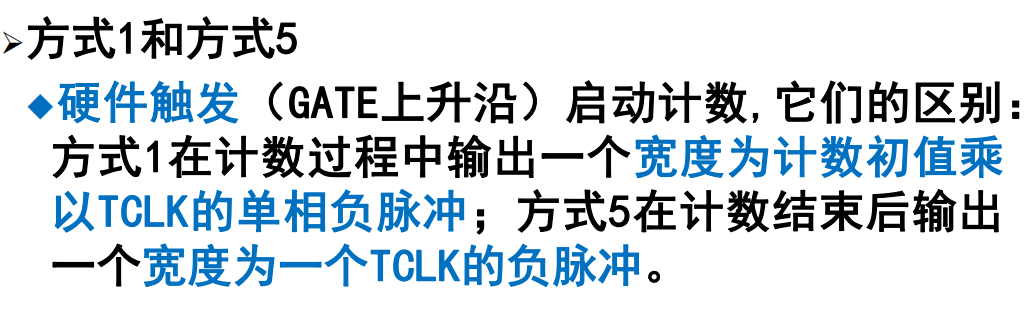 ➢方式1和方式5
◆硬件触发（GATE上升沿）启动计数,它们的区别：
方式1在计数过程中输出一个宽度为计数初值乘
以TCLK的单相负脉冲；方式5在计数结束后输出
一个宽度为一个TCLK的负脉冲。